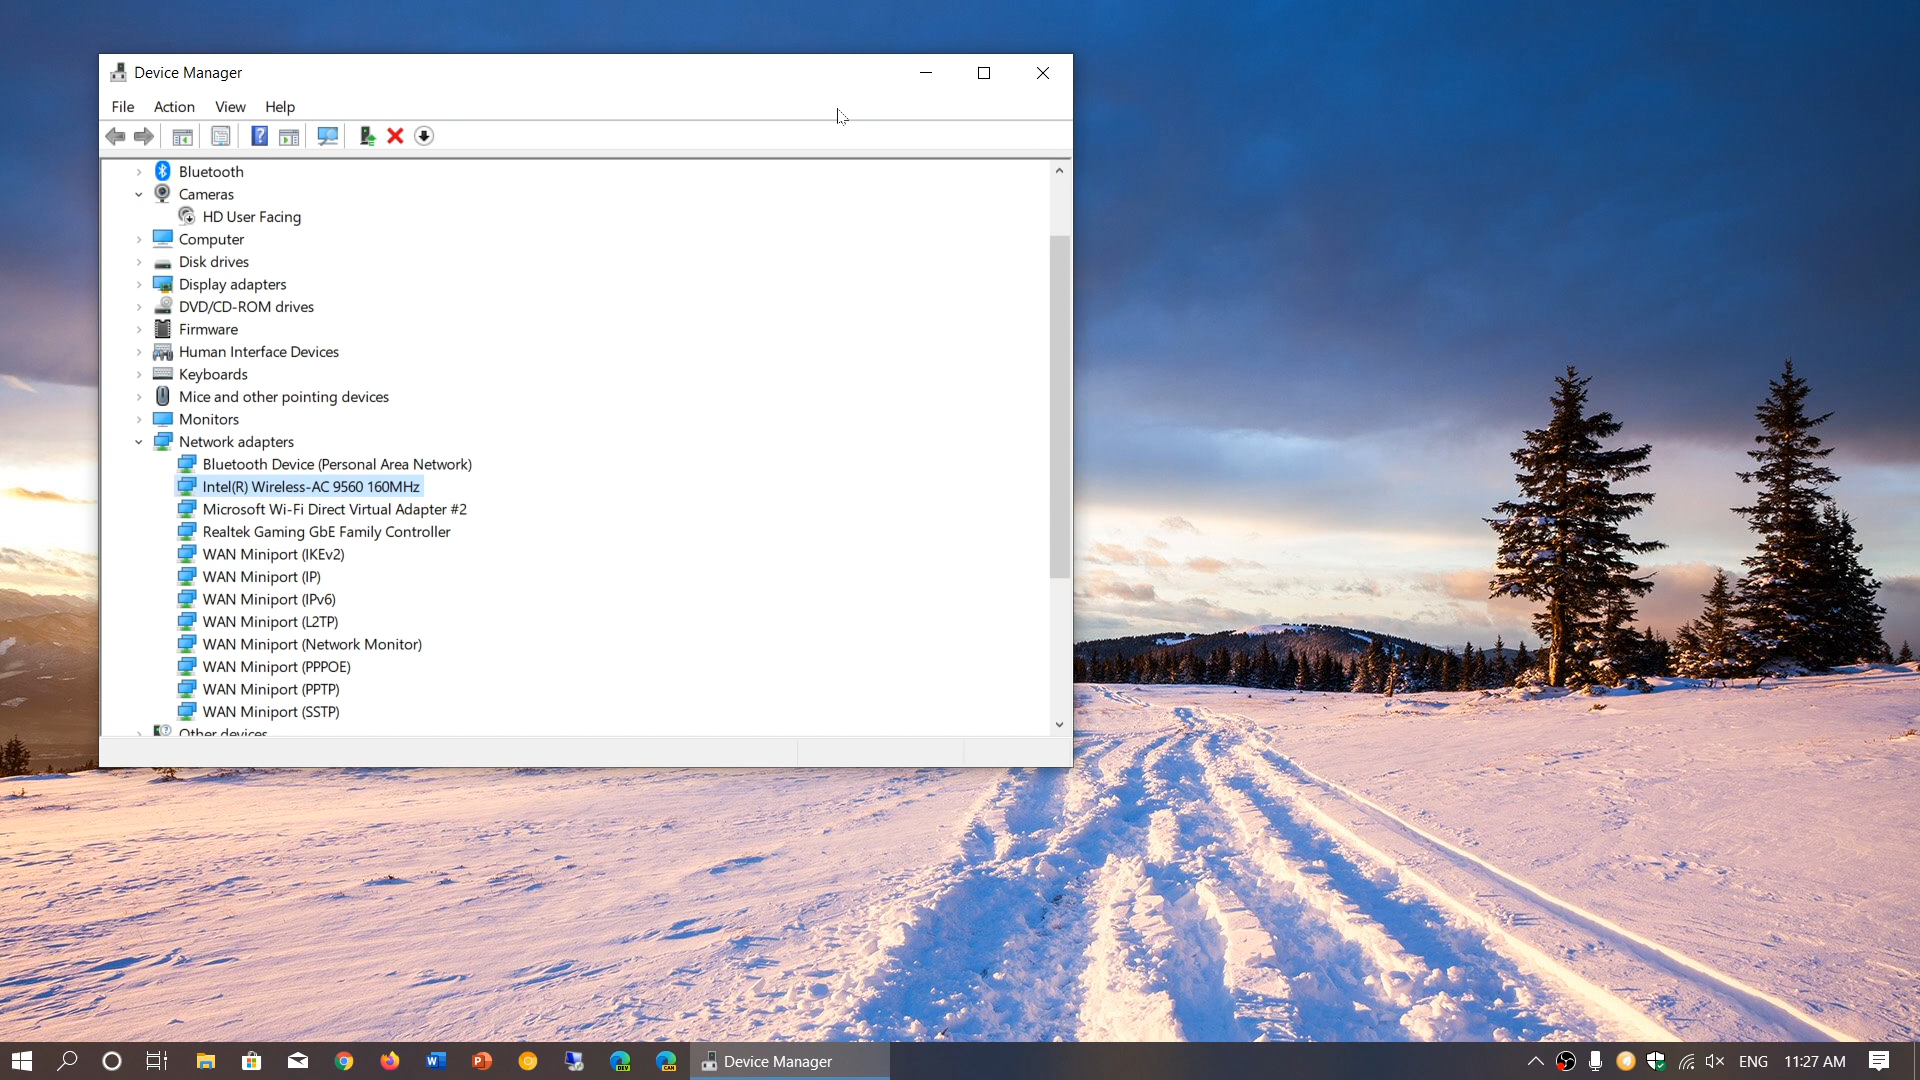 Device Manager
File Action View Help
Bluetooth
Cameras
HD User Facing
Computer
Disk drives
Display adapters
DVD/CD-ROM drives
Firmware
Human Interface Devices
Keyboards
Mice and other pointing devices
Monitors
Network adapters
Bluetooth Device (Personal Area Network)
Intel(R) Wireless-AC 9560 160MHz
Microsoft Wi-Fi Direct Virtual Adapter #2
Realtek Gaming GbE Family Controller
WAN Miniport (IKEv2)
WAN Miniport (IP)
WAN Miniport (IPv6)
WAN Miniport (L2TP)
WAN Miniport (Network Monitor)
WAN Miniport (PPPOE)
WAN Miniport (PPTP)
WAN Miniport (SSTP)
Other devices
W P DEV CAN Device Manager ENG 11:27 AM